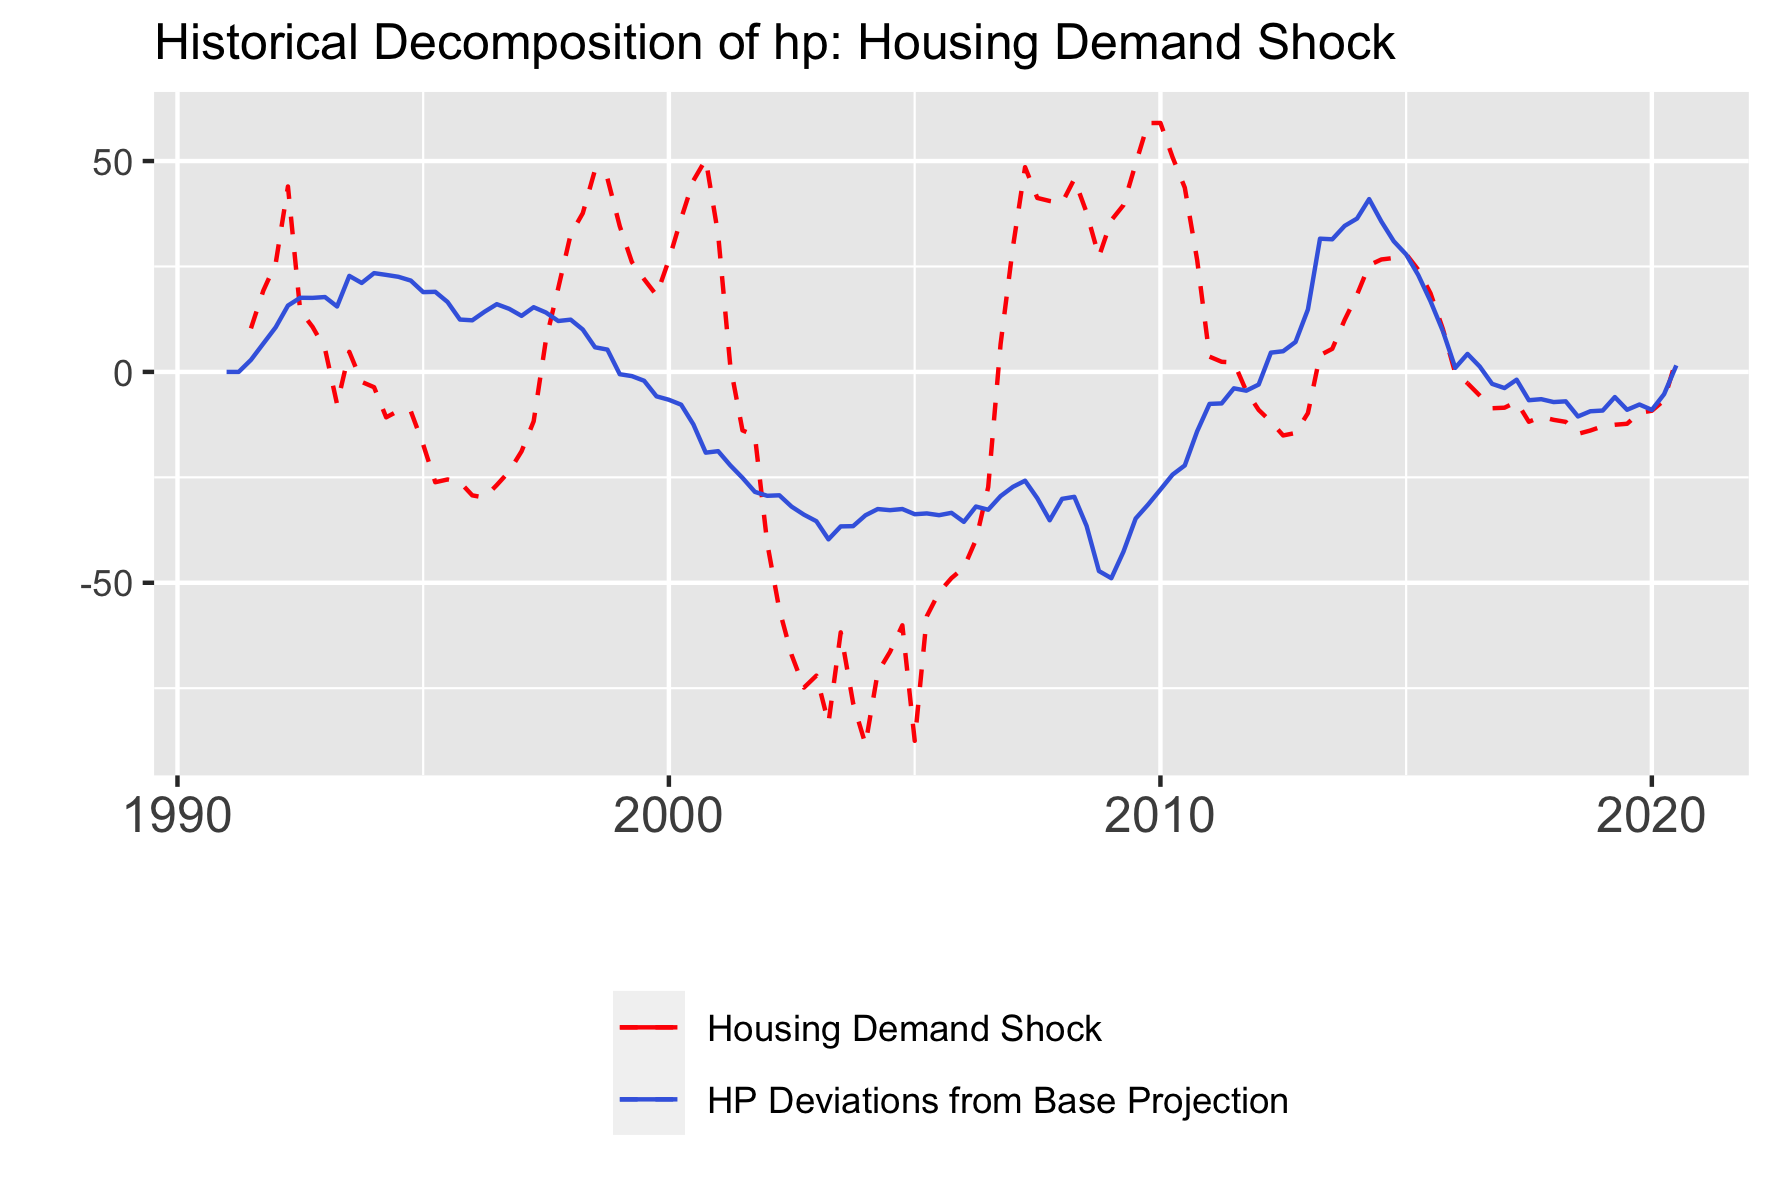 Historical Decomposition of hp: Housing Demand Shock
50
0
-50
1990 2000 2010 2020
Housing Demand Shock
HP Deviations from Base Projection